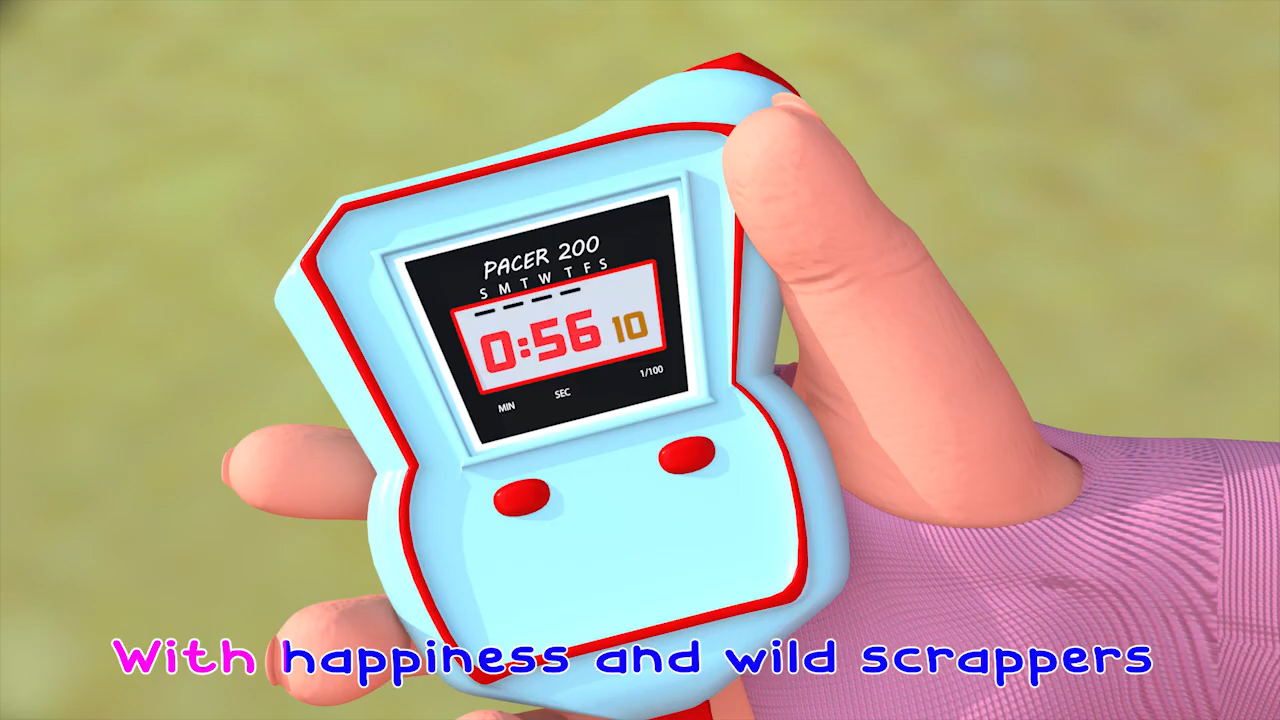 PACER 200
S M T W T F S
0:56 10
MIN SEC 1/100
With happiness and wild scrappers